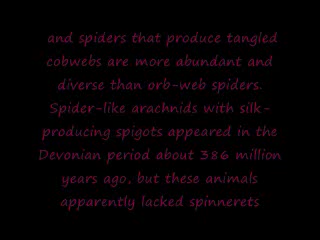 and spiders that produce tangled
cobwebs are more abundant and
diverse than orb-web spiders.
Spider-like arachnids with silk-
producing spigots appeared in the
Devonian period about 386 million
years ago, but these animals
apparently lacked spinnerets